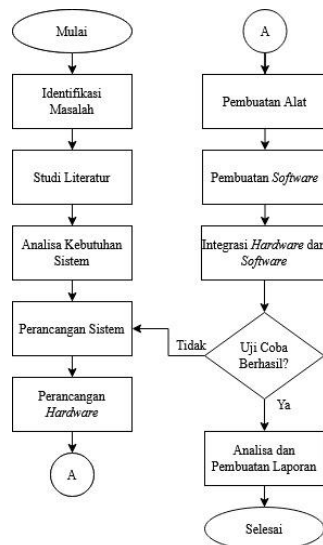 Mulai
Identifikasi
Masalah
Studi Literatur
Analisa Kebutuhan
Sistem
Perancangan Sistem
Perancangan
Hardware
A
A
Pembuatan Alat
Pembuatan Software
Integrasi Hardware dan
Software
Uji Coba
Berhasil?
Tidak
Ya
Analisa dan
Pembuatan Laporan
Selesai